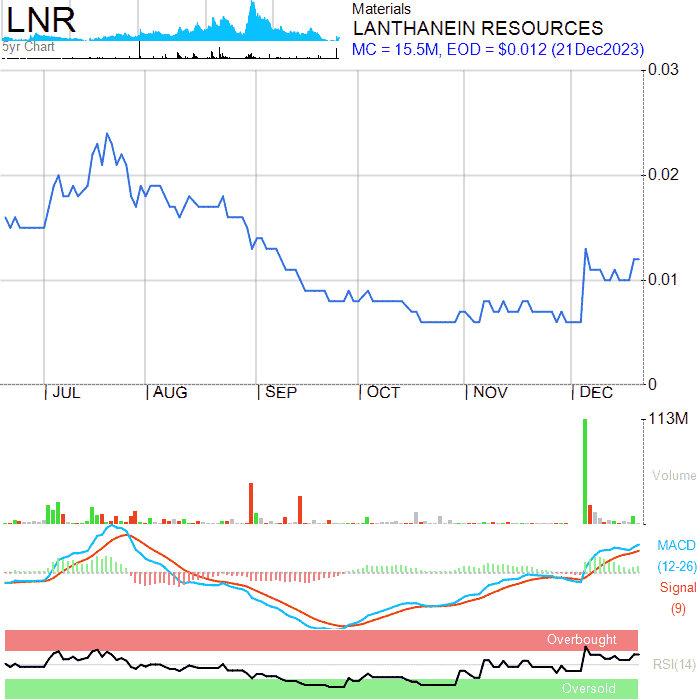 LNR
5yr Chart
Materials
LANTHANEIN RESOURCES
MC = 15.5M, EOD = $0.012 (21Dec2023)
0.03
0.02
0.01
0
JUL AUG SEP OCT NOV DEC
113M
Volume
MACD
(12-26)
Signal
(9)
Overbought
RSI(14)
Oversold